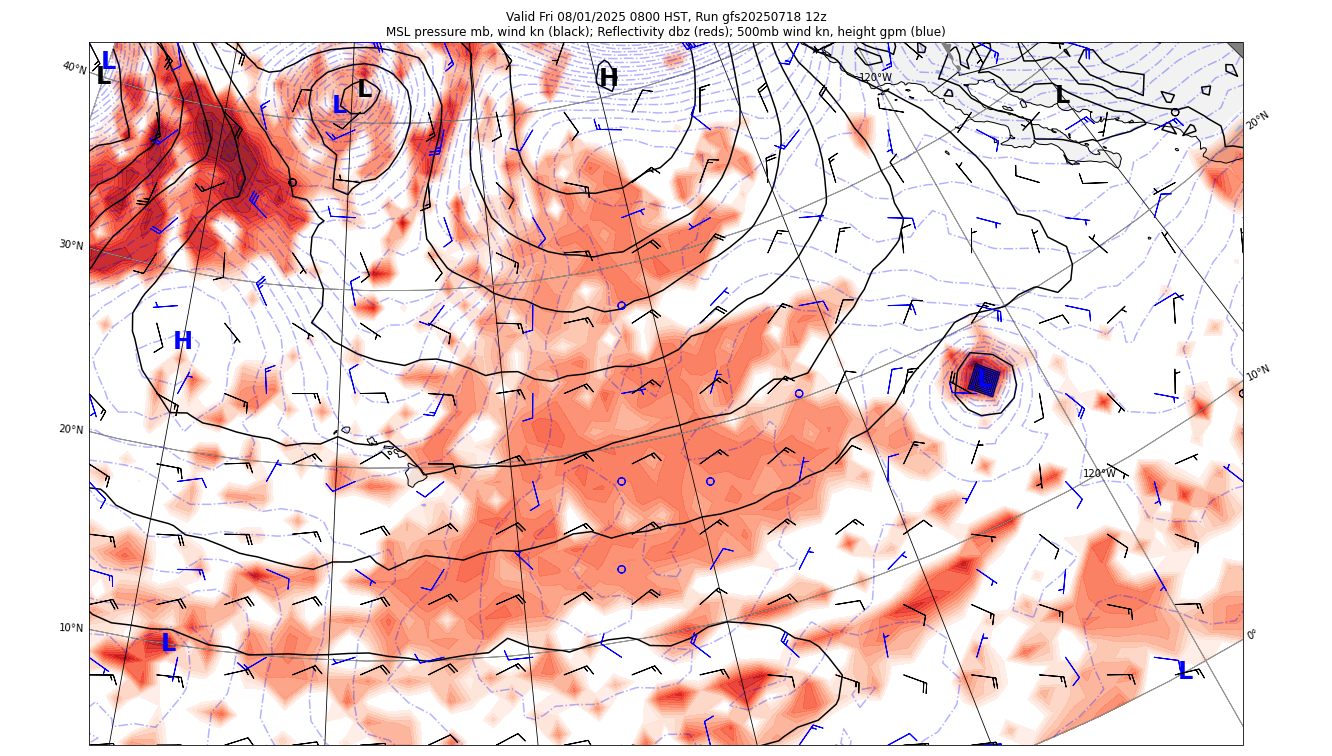 Valid Fri 08/01/2025 0800 HST, Run gfs20250718 12z
MSL pressure mb, wind kn (black); Reflectivity dbz (reds); 500mb wind kn, height gpm (blue)
L
40°N
L
L
L
H
120°W
L
20°N
30°N
H
10°N
L
20°N
120°W
10°N
L
0°
L